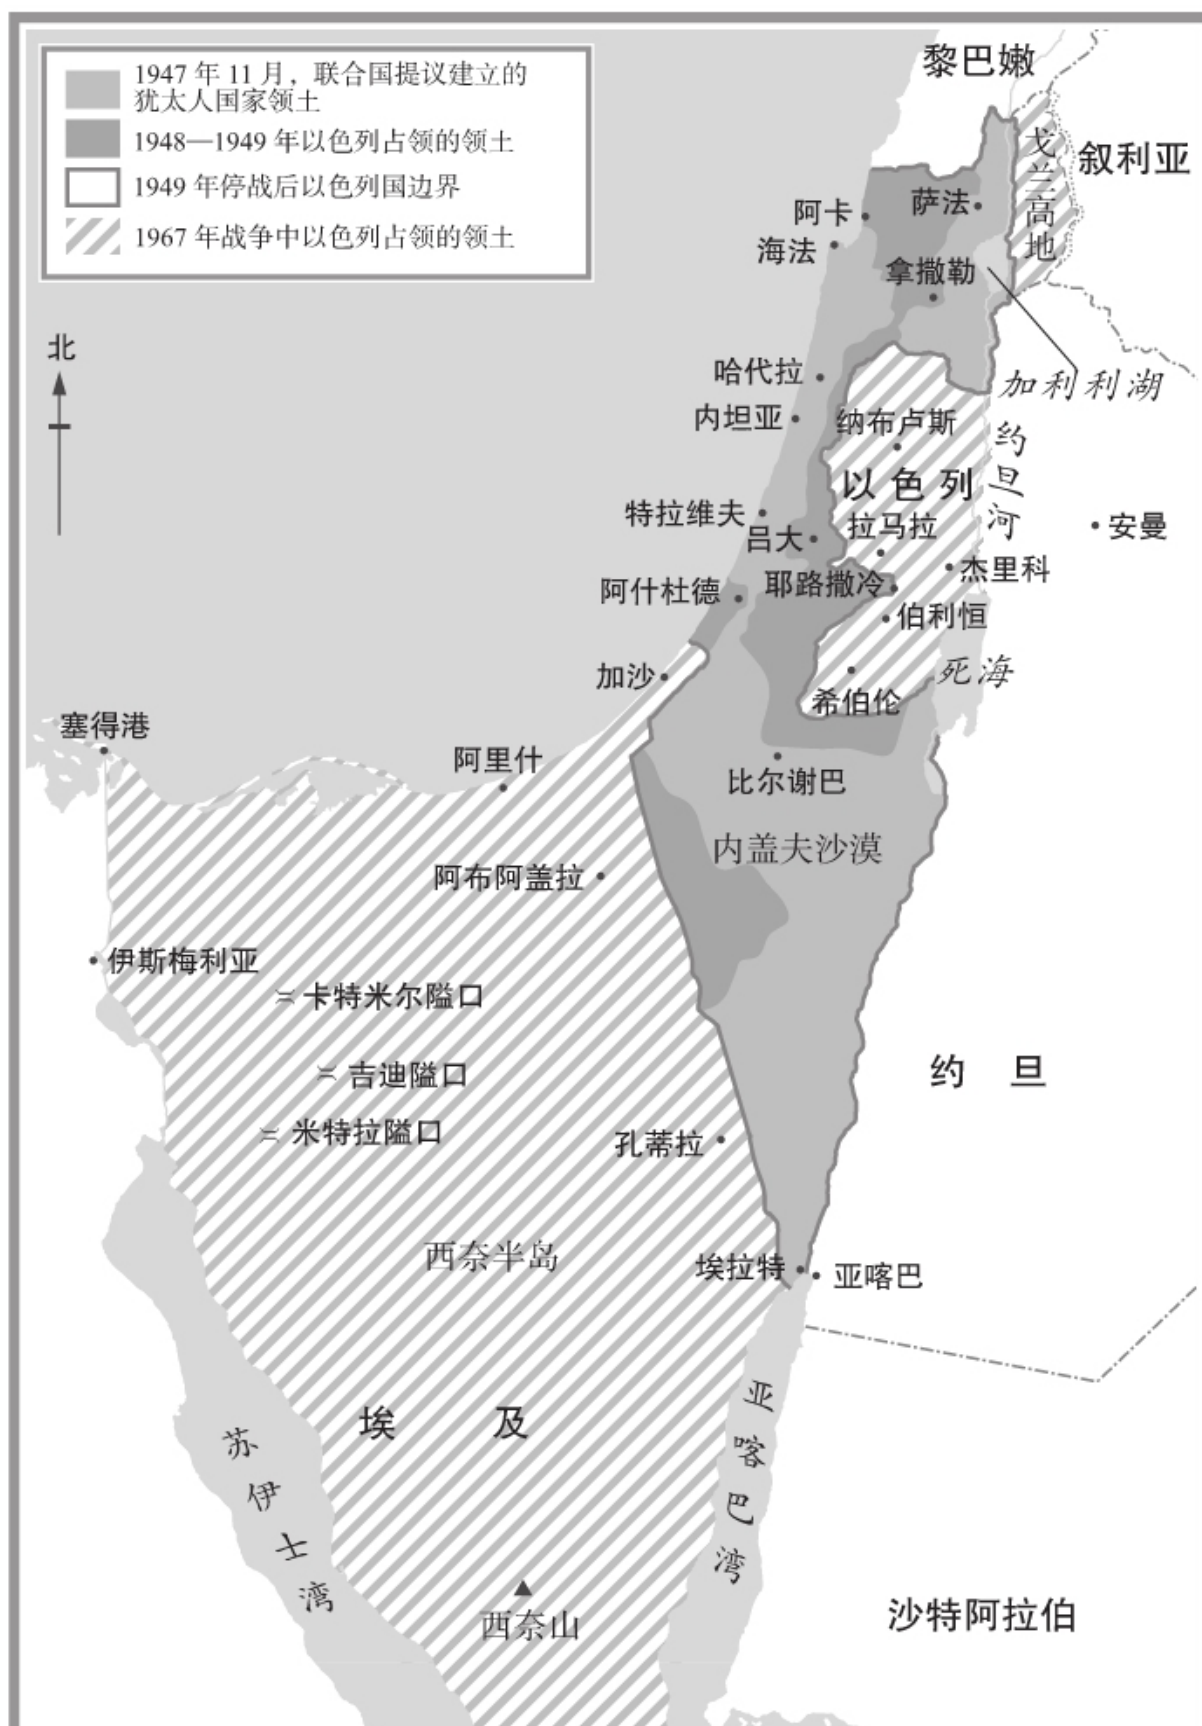 1947 年 11 月，联合国提议建立的
犹太人国家领土
1948—1949 年以色列占领的领土
1949 年停战后以色列国边界
1967 年战争中以色列占领的领土
北
黎巴嫩
叙利亚
戈兰高地
萨法
阿卡
海法
拿撒勒
加利利湖
哈代拉
内坦亚
纳布卢斯
约旦河
以色列
特拉维夫
吕大
拉马拉
安曼
杰里科
耶路撒冷
阿什杜德
伯利恒
加沙
死海
希伯伦
塞得港
阿里什
比尔谢巴
内盖夫沙漠
阿布阿盖拉
伊斯梅利亚
卡特米尔隘口
吉迪隘口
约旦
米特拉隘口
孔蒂拉
西奈半岛
埃拉特
亚喀巴
亚喀巴湾
埃及
苏伊士湾
西奈山
沙特阿拉伯